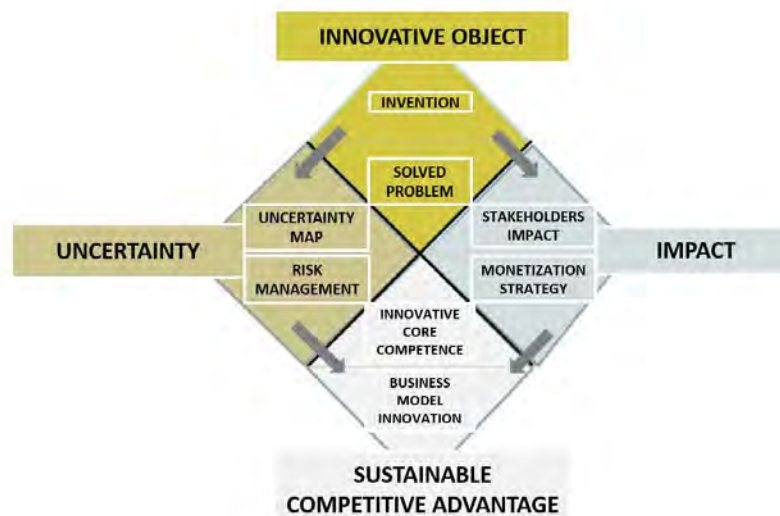 INNOVATIVE OBJECT
INVENTION
SOLVED
PROBLEM
UNCERTAINTY
UNCERTAINTY
MAP
RISK
MANAGEMENT
STAKEHOLDERS
IMPACT
MONETIZATION
STRATEGY
IMPACT
INNOVATIVE
CORE
COMPETENCE
BUSINESS
MODEL
INNOVATION
SUSTAINABLE
COMPETITIVE ADVANTAGE